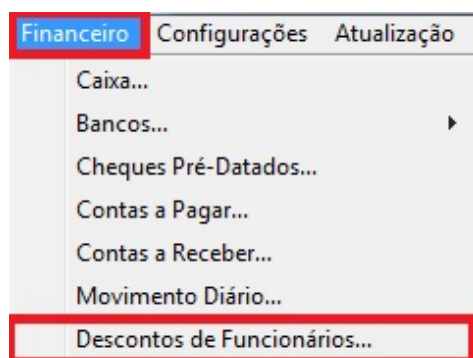 Financeiro Configurações Atualização
Caixa...
Bancos...
Cheques Pré-Datados...
Contas a Pagar...
Contas a Receber...
Movimento Diário...
Descontos de Funcionários...